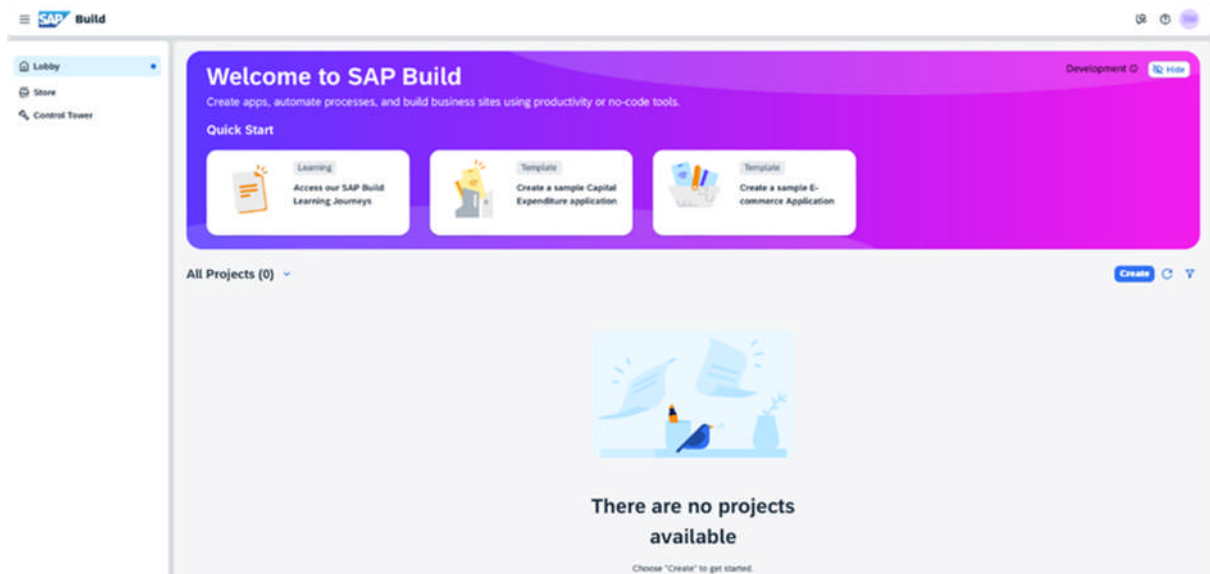 SAP Build
Lobby
Store
Control Tower
Welcome to SAP Build
Development
Hide
Create apps, automate processes, and build business sites using productivity or no-code tools.
Quick Start
Learning
Access our SAP Build
Learning Journeys
Template
Create a sample Capital
Expenditure application
Template
Create a sample E-
commerce Application
All Projects (0)
Create
There are no projects
available
Choose "Create" to get started.